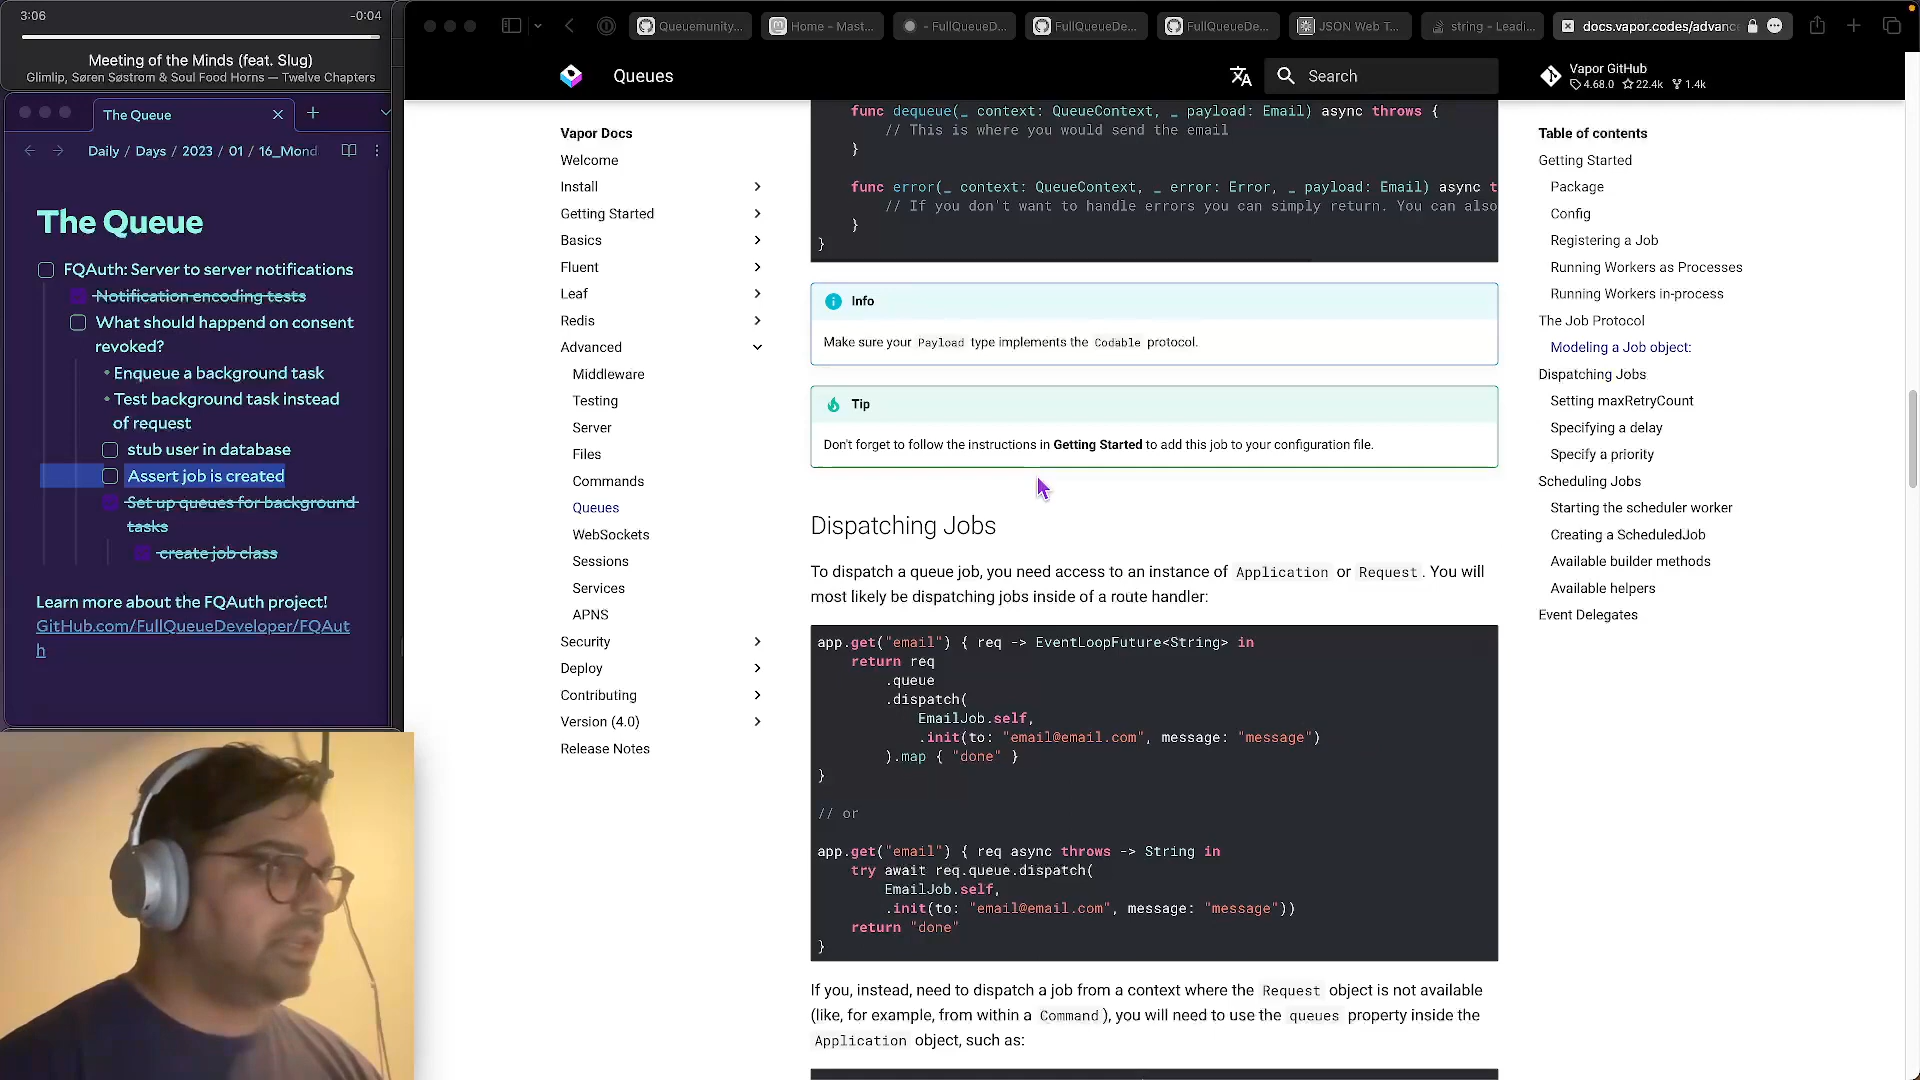 3:06
-0:04
Meeting of the Minds (feat. Slug)
Glimlip, Søren Søstrom & Soul Food Horns — Twelve Chapters
The Queue
Daily / Days / 2023 / 01 / 16_Mond
The Queue
FQAuth: Server to server notifications
Notification encoding tests
What should happend on consent
revoked?
• Enqueue a background task
• Test background task instead
of request
stub user in database
Assert job is created
Set up queues for background
tasks
create job class
Learn more about the FQAuth project!
GitHub.com/FullQueueDeveloper/FQAut
h
Queuemunity...
Home – Mast...
- FullQueueD...
FullQueueDe...
FullQueueDe...
JSON Web T...
string - Leadi...
docs.vapor.codes/advanc
Queues
Search
Vapor GitHub
4.68.0 22.4k 1.4k
Vapor Docs
Welcome
Install
Getting Started
Basics
Fluent
Leaf
Redis
Advanced
Middleware
Testing
Server
Files
Commands
Queues
WebSockets
Sessions
Services
APNS
Security
Deploy
Contributing
Version (4.0)
Release Notes
func dequeue(_ context: QueueContext, _ payload: Email) async throws {
// This is where you would send the email
}
func error(_ context: QueueContext, _ error: Error, _ payload: Email) async t
// If you don't want to handle errors you can simply return. You can also
}
}
Info
Make sure your Payload type implements the Codable protocol.
Tip
Don't forget to follow the instructions in Getting Started to add this job to your configuration file.
Dispatching Jobs
To dispatch a queue job, you need access to an instance of Application or Request. You will
most likely be dispatching jobs inside of a route handler:
app.get("email") { req -> EventLoopFuture<String> in
return req
.queue
.dispatch(
EmailJob.self,
.init(to: "email@email.com", message: "message")
).map { "done" }
}
// or
app.get("email") { req async throws -> String in
try await req.queue.dispatch(
EmailJob.self,
.init(to: "email@email.com", message: "message"))
return "done"
}
If you, instead, need to dispatch a job from a context where the Request object is not available
(like, for example, from within a Command), you will need to use the queues property inside the
Application object, such as:
Table of contents
Getting Started
Package
Config
Registering a Job
Running Workers as Processes
Running Workers in-process
The Job Protocol
Modeling a Job object:
Dispatching Jobs
Setting maxRetryCount
Specifying a delay
Specify a priority
Scheduling Jobs
Starting the scheduler worker
Creating a ScheduledJob
Available builder methods
Available helpers
Event Delegates